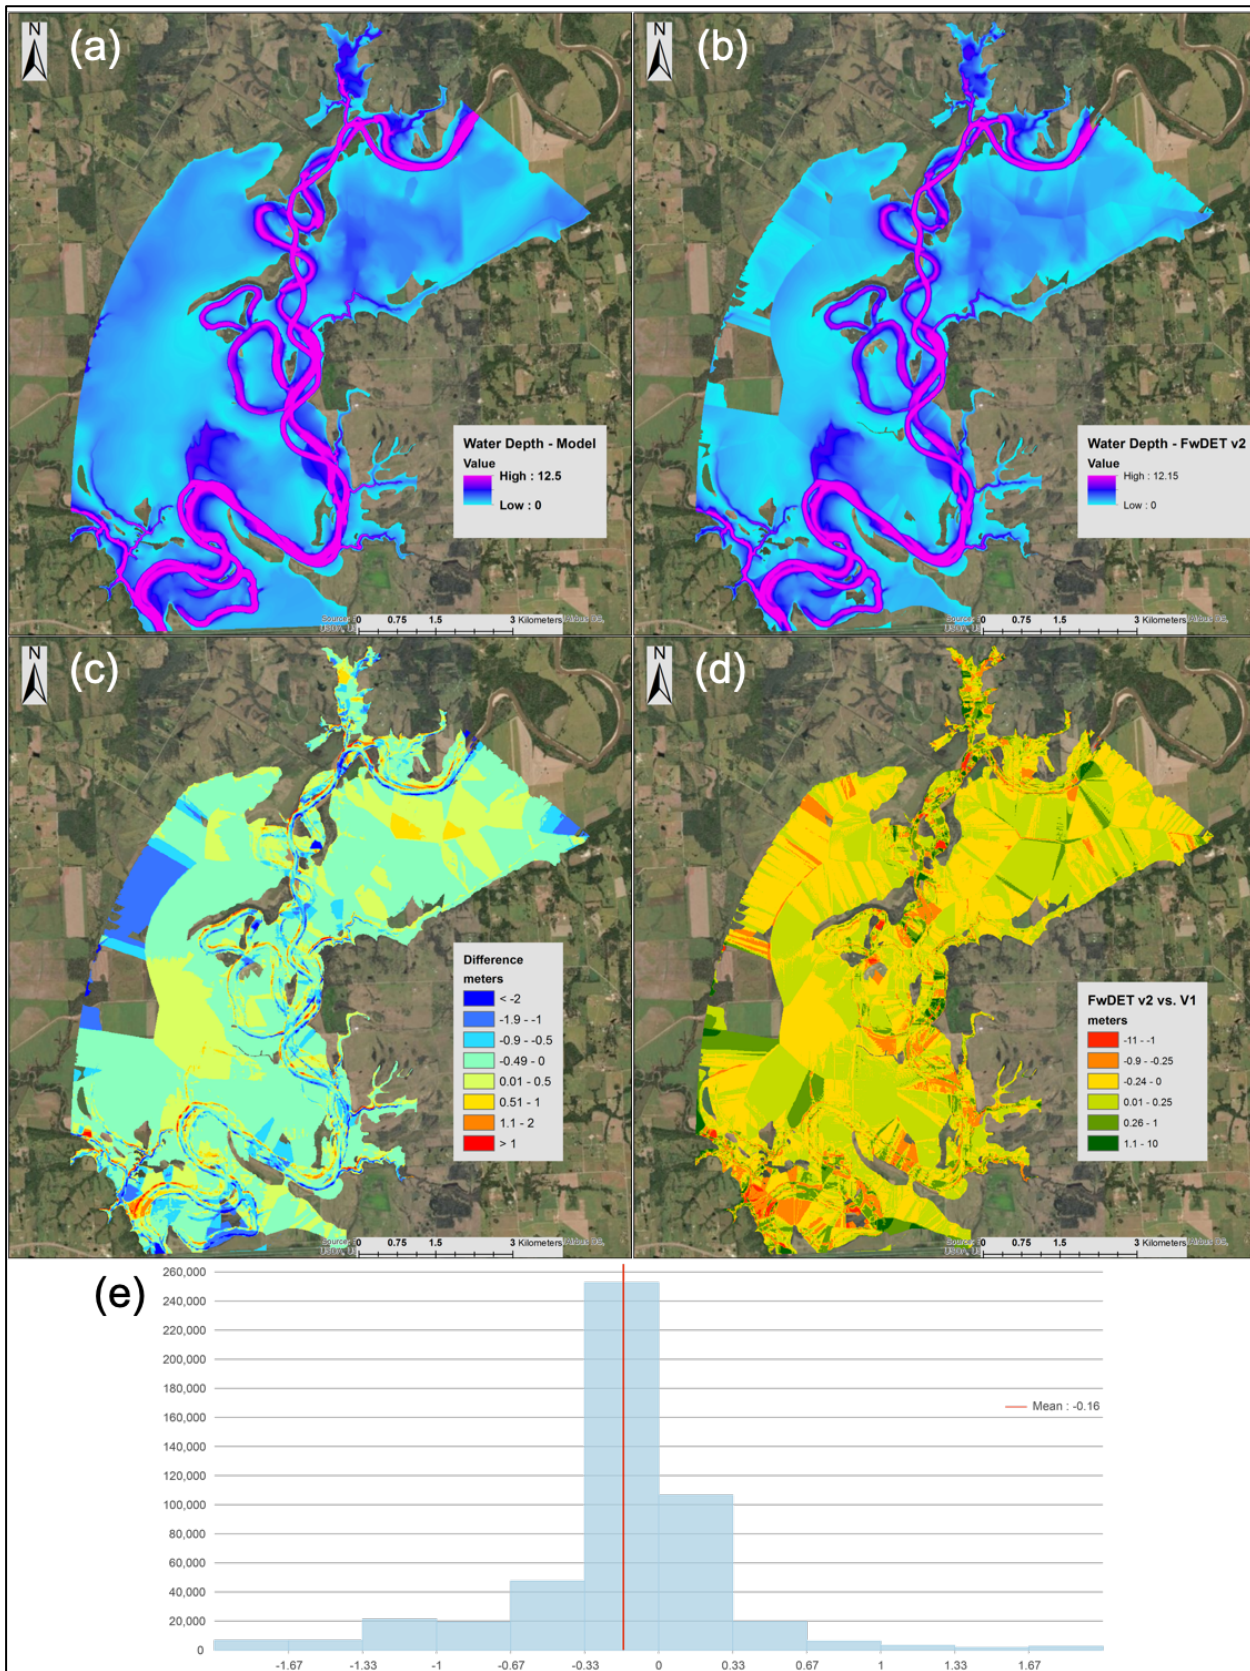 N
(a)
Water Depth - Model
Value
High : 12.5
Low : 0
0 0.75 1.5 3 Kilometers
N
(b)
Water Depth - FwDET v2
Value
High : 12.15
Low : 0
0 0.75 1.5 3 Kilometers
N
(c)
Difference
meters
< -2
-1.9 - -1
-0.9 - -0.5
-0.49 - 0
0.01 - 0.5
0.51 - 1
1.1 - 2
> 1
0 0.75 1.5 3 Kilometers
N
(d)
FwDET v2 vs. V1
meters
-11 - -1
-0.9 - -0.25
-0.24 - 0
0.01 - 0.25
0.26 - 1
1.1 - 10
0 0.75 1.5 3 Kilometers
(e)
260,000
240,000
220,000
200,000
180,000
160,000
140,000
120,000
100,000
80,000
60,000
40,000
20,000
0
Mean : -0.16
-1.67 -1.33 -1 -0.67 -0.33 0 0.33 0.67 1 1.33 1.67